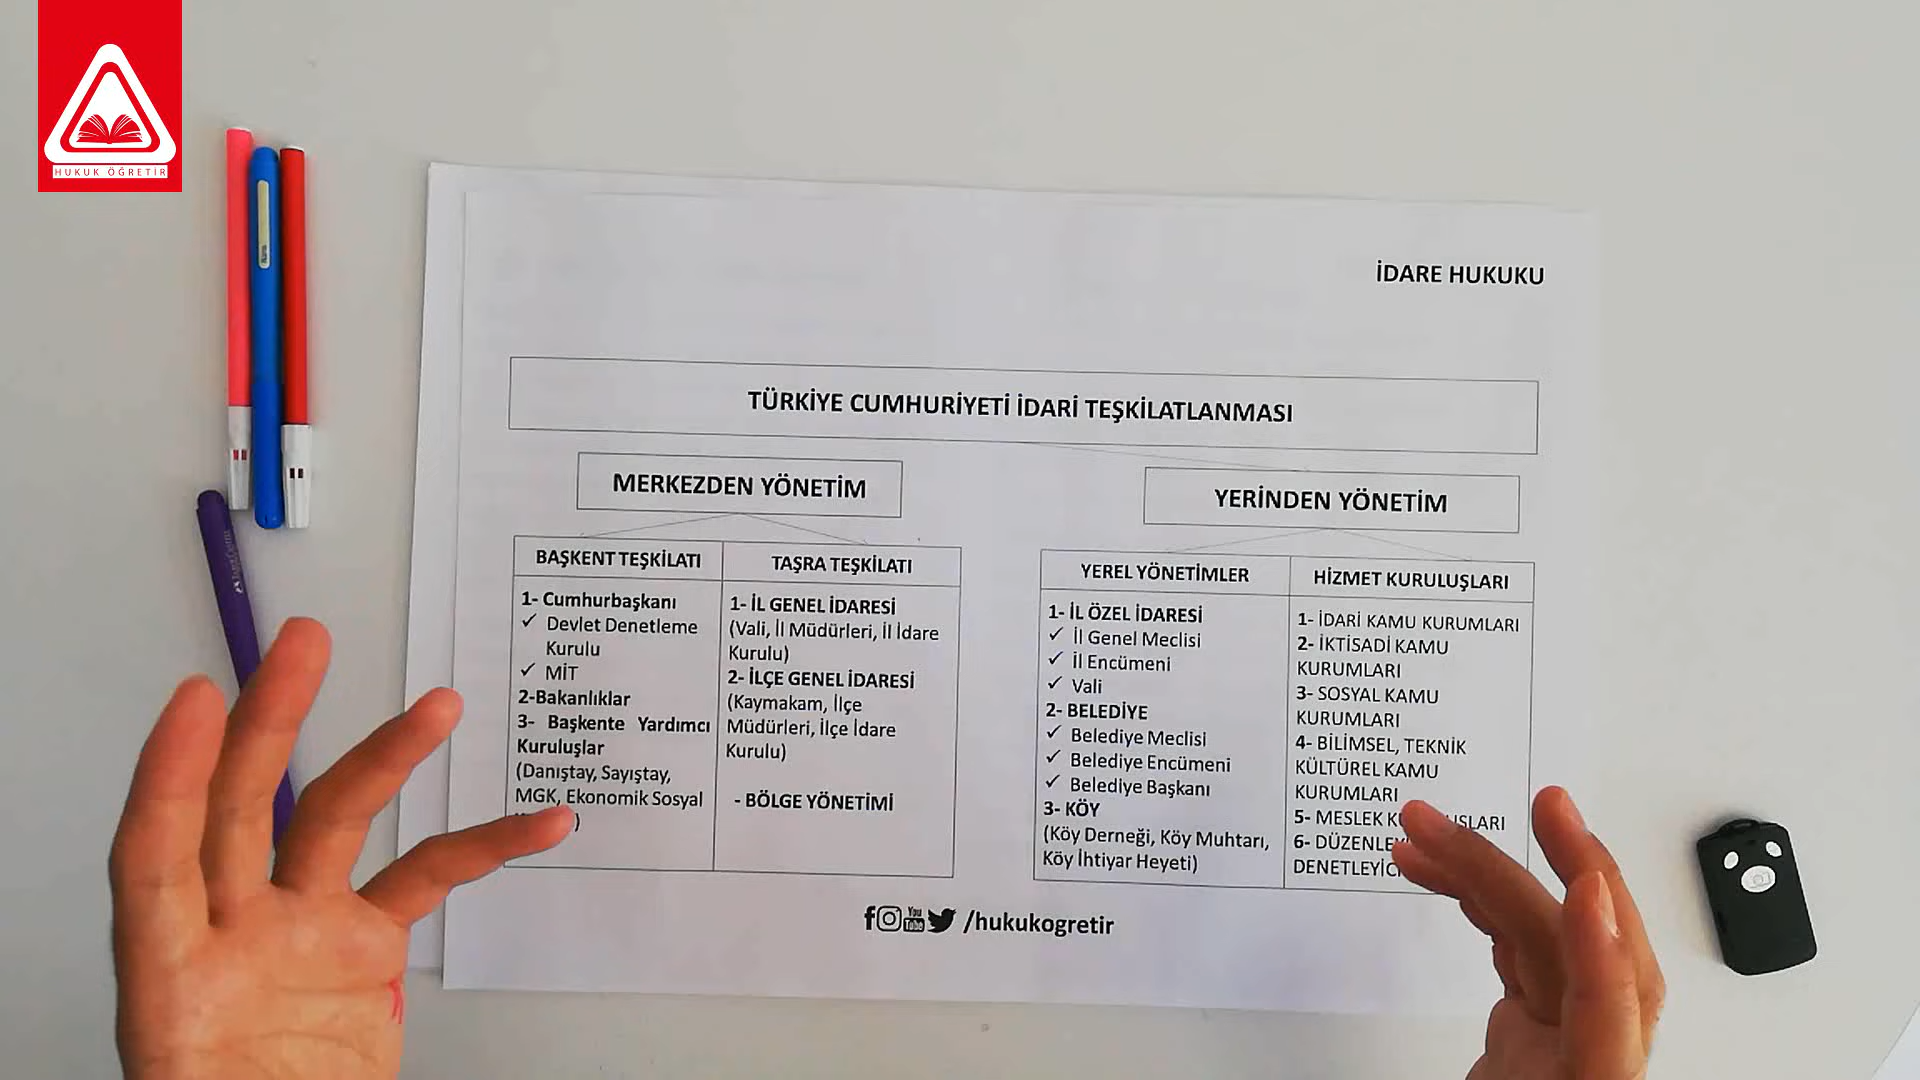 HUKUK ÖĞRETİR
İDARE HUKUKU
TÜRKİYE CUMHURİYETİ İDARİ TEŞKİLATLANMASI
MERKEZDEN YÖNETİM
YERİNDEN YÖNETİM
BAŞKENT TEŞKİLATI
1- Cumhurbaşkanı
✓ Devlet Denetleme
Kurulu
✓ MİT
2-Bakanlıklar
3- Başkente Yardımcı
Kuruluşlar
(Danıştay, Sayıştay,
MGK, Ekonomik Sosyal
)
TAŞRA TEŞKİLATI
1- İL GENEL İDARESİ
(Vali, İl Müdürleri, İl İdare
Kurulu)
2- İLÇE GENEL İDARESİ
(Kaymakam, İlçe
Müdürleri, İlçe İdare
Kurulu)
- BÖLGE YÖNETİMİ
YEREL YÖNETİMLER
1- İL ÖZEL İDARESİ
✓ İl Genel Meclisi
✓ İl Encümeni
✓ Vali
2- BELEDİYE
✓ Belediye Meclisi
✓ Belediye Encümeni
✓ Belediye Başkanı
3- KÖY
(Köy Derneği, Köy Muhtarı,
Köy İhtiyar Heyeti)
HİZMET KURULUŞLARI
1- İDARİ KAMU KURUMLARI
2- İKTİSADİ KAMU
KURUMLARI
3- SOSYAL KAMU
KURUMLARI
4- BİLİMSEL, TEKNİK
KÜLTÜREL KAMU
KURUMLARI
5- MESLEK
6-
You Tube /hukukogretir